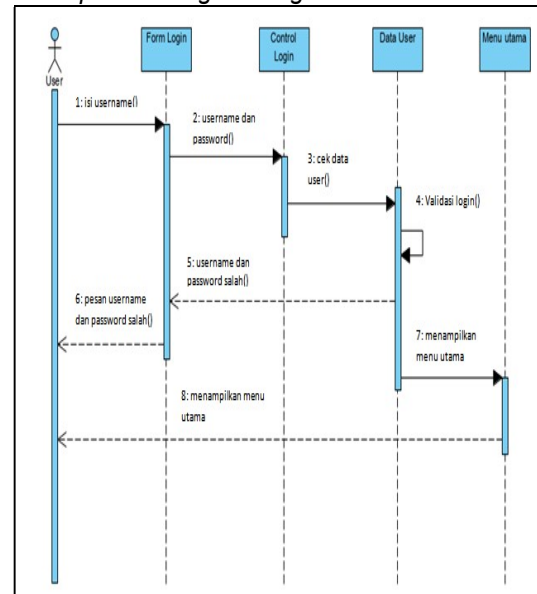 Form Login
Control
Login
Data User
Menu utama
User
1: isi username()
2: username dan
password()
3: cek data
user()
4: Validasi login()
5: username dan
password salah()
6: pesan username
dan password salah()
7: menampilkan
menu utama
8: menampilkan menu
utama